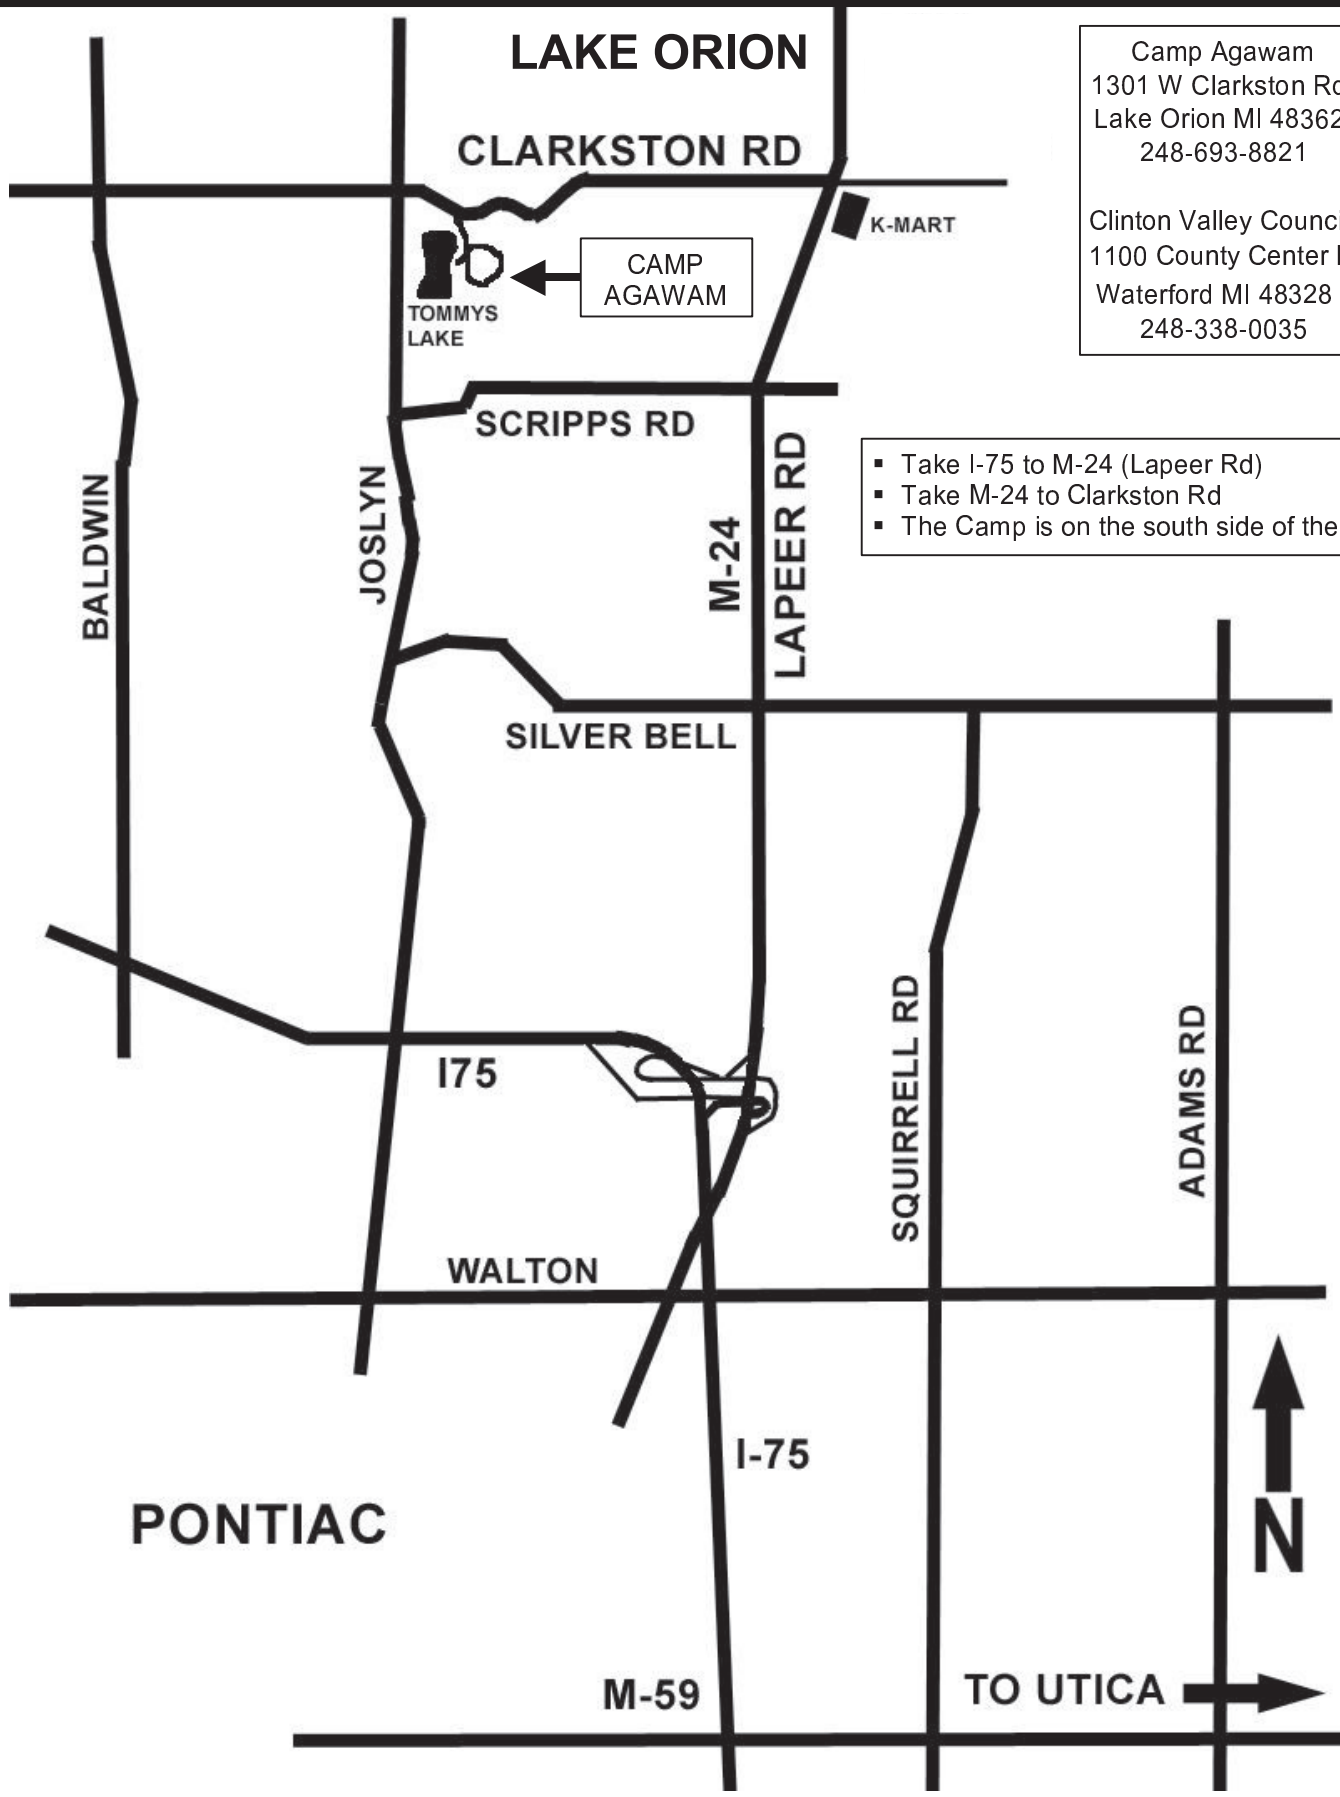 LAKE ORION
Camp Agawam
1301 W Clarkston Rd
Lake Orion MI 48362
248-693-8821
Clinton Valley Council
1100 County Center
Waterford MI 48328
248-338-0035
CLARKSTON RD
K-MART
CAMP
AGAWAM
TOMMYS
LAKE
SCRIPPS RD
▪ Take I-75 to M-24 (Lapeer Rd)
▪ Take M-24 to Clarkston Rd
▪ The Camp is on the south side of the
BALDWIN
JOSLYN
M-24
LAPEER RD
SILVER BELL
I75
SQUIRRELL RD
ADAMS RD
WALTON
I-75
PONTIAC
N
M-59
TO UTICA